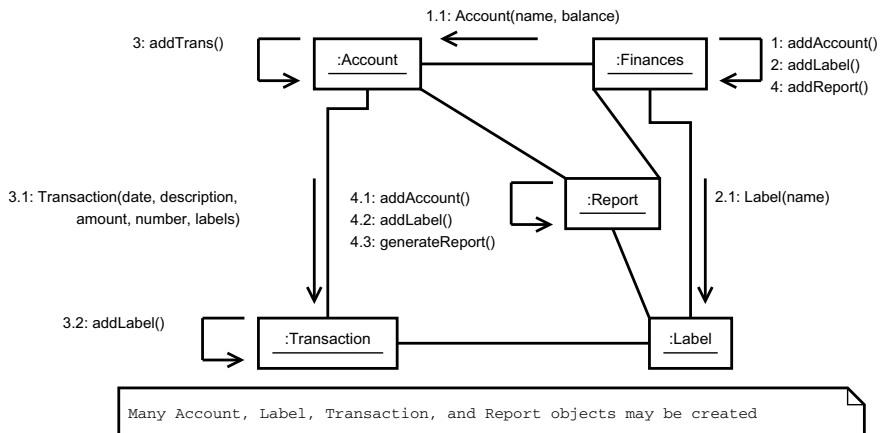 1.1: Account(name, balance)
3: addTrans()
:Account
:Finances
1: addAccount()
2: addLabel()
4: addReport()
3.1: Transaction(date, description,
amount, number, labels)
4.1: addAccount()
4.2: addLabel()
4.3: generateReport()
:Report
2.1: Label(name)
3.2: addLabel()
:Transaction
:Label
Many Account, Label, Transaction, and Report objects may be created